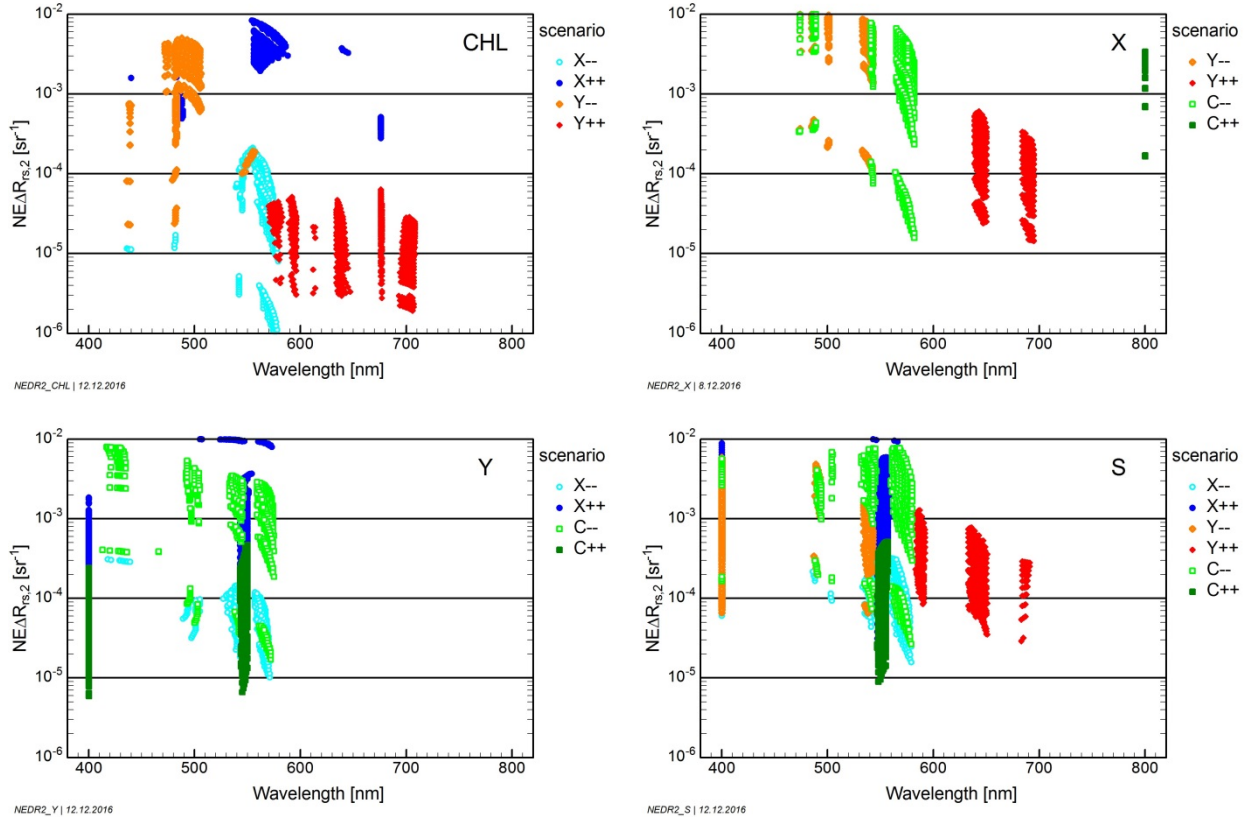 CHL
scenario
X--
X++
Y--
Y++
NEΔRrs,2 [sr-1]
10-2
10-3
10-4
10-5
10-6
400 500 600 700 800
Wavelength [nm]
NEDR2_CHL | 12.12.2016
X
scenario
Y--
Y++
C--
C++
NEΔRrs,2 [sr-1]
10-2
10-3
10-4
10-5
10-6
400 500 600 700 800
Wavelength [nm]
NEDR2_X | 8.12.2016
Y
scenario
X--
X++
C--
C++
NEΔRrs,2 [sr-1]
10-2
10-3
10-4
10-5
10-6
400 500 600 700 800
Wavelength [nm]
NEDR2_Y | 12.12.2016
S
scenario
X--
X++
Y--
Y++
C--
C++
NEΔRrs,2 [sr-1]
10-2
10-3
10-4
10-5
10-6
400 500 600 700 800
Wavelength [nm]
NEDR2_S | 12.12.2016